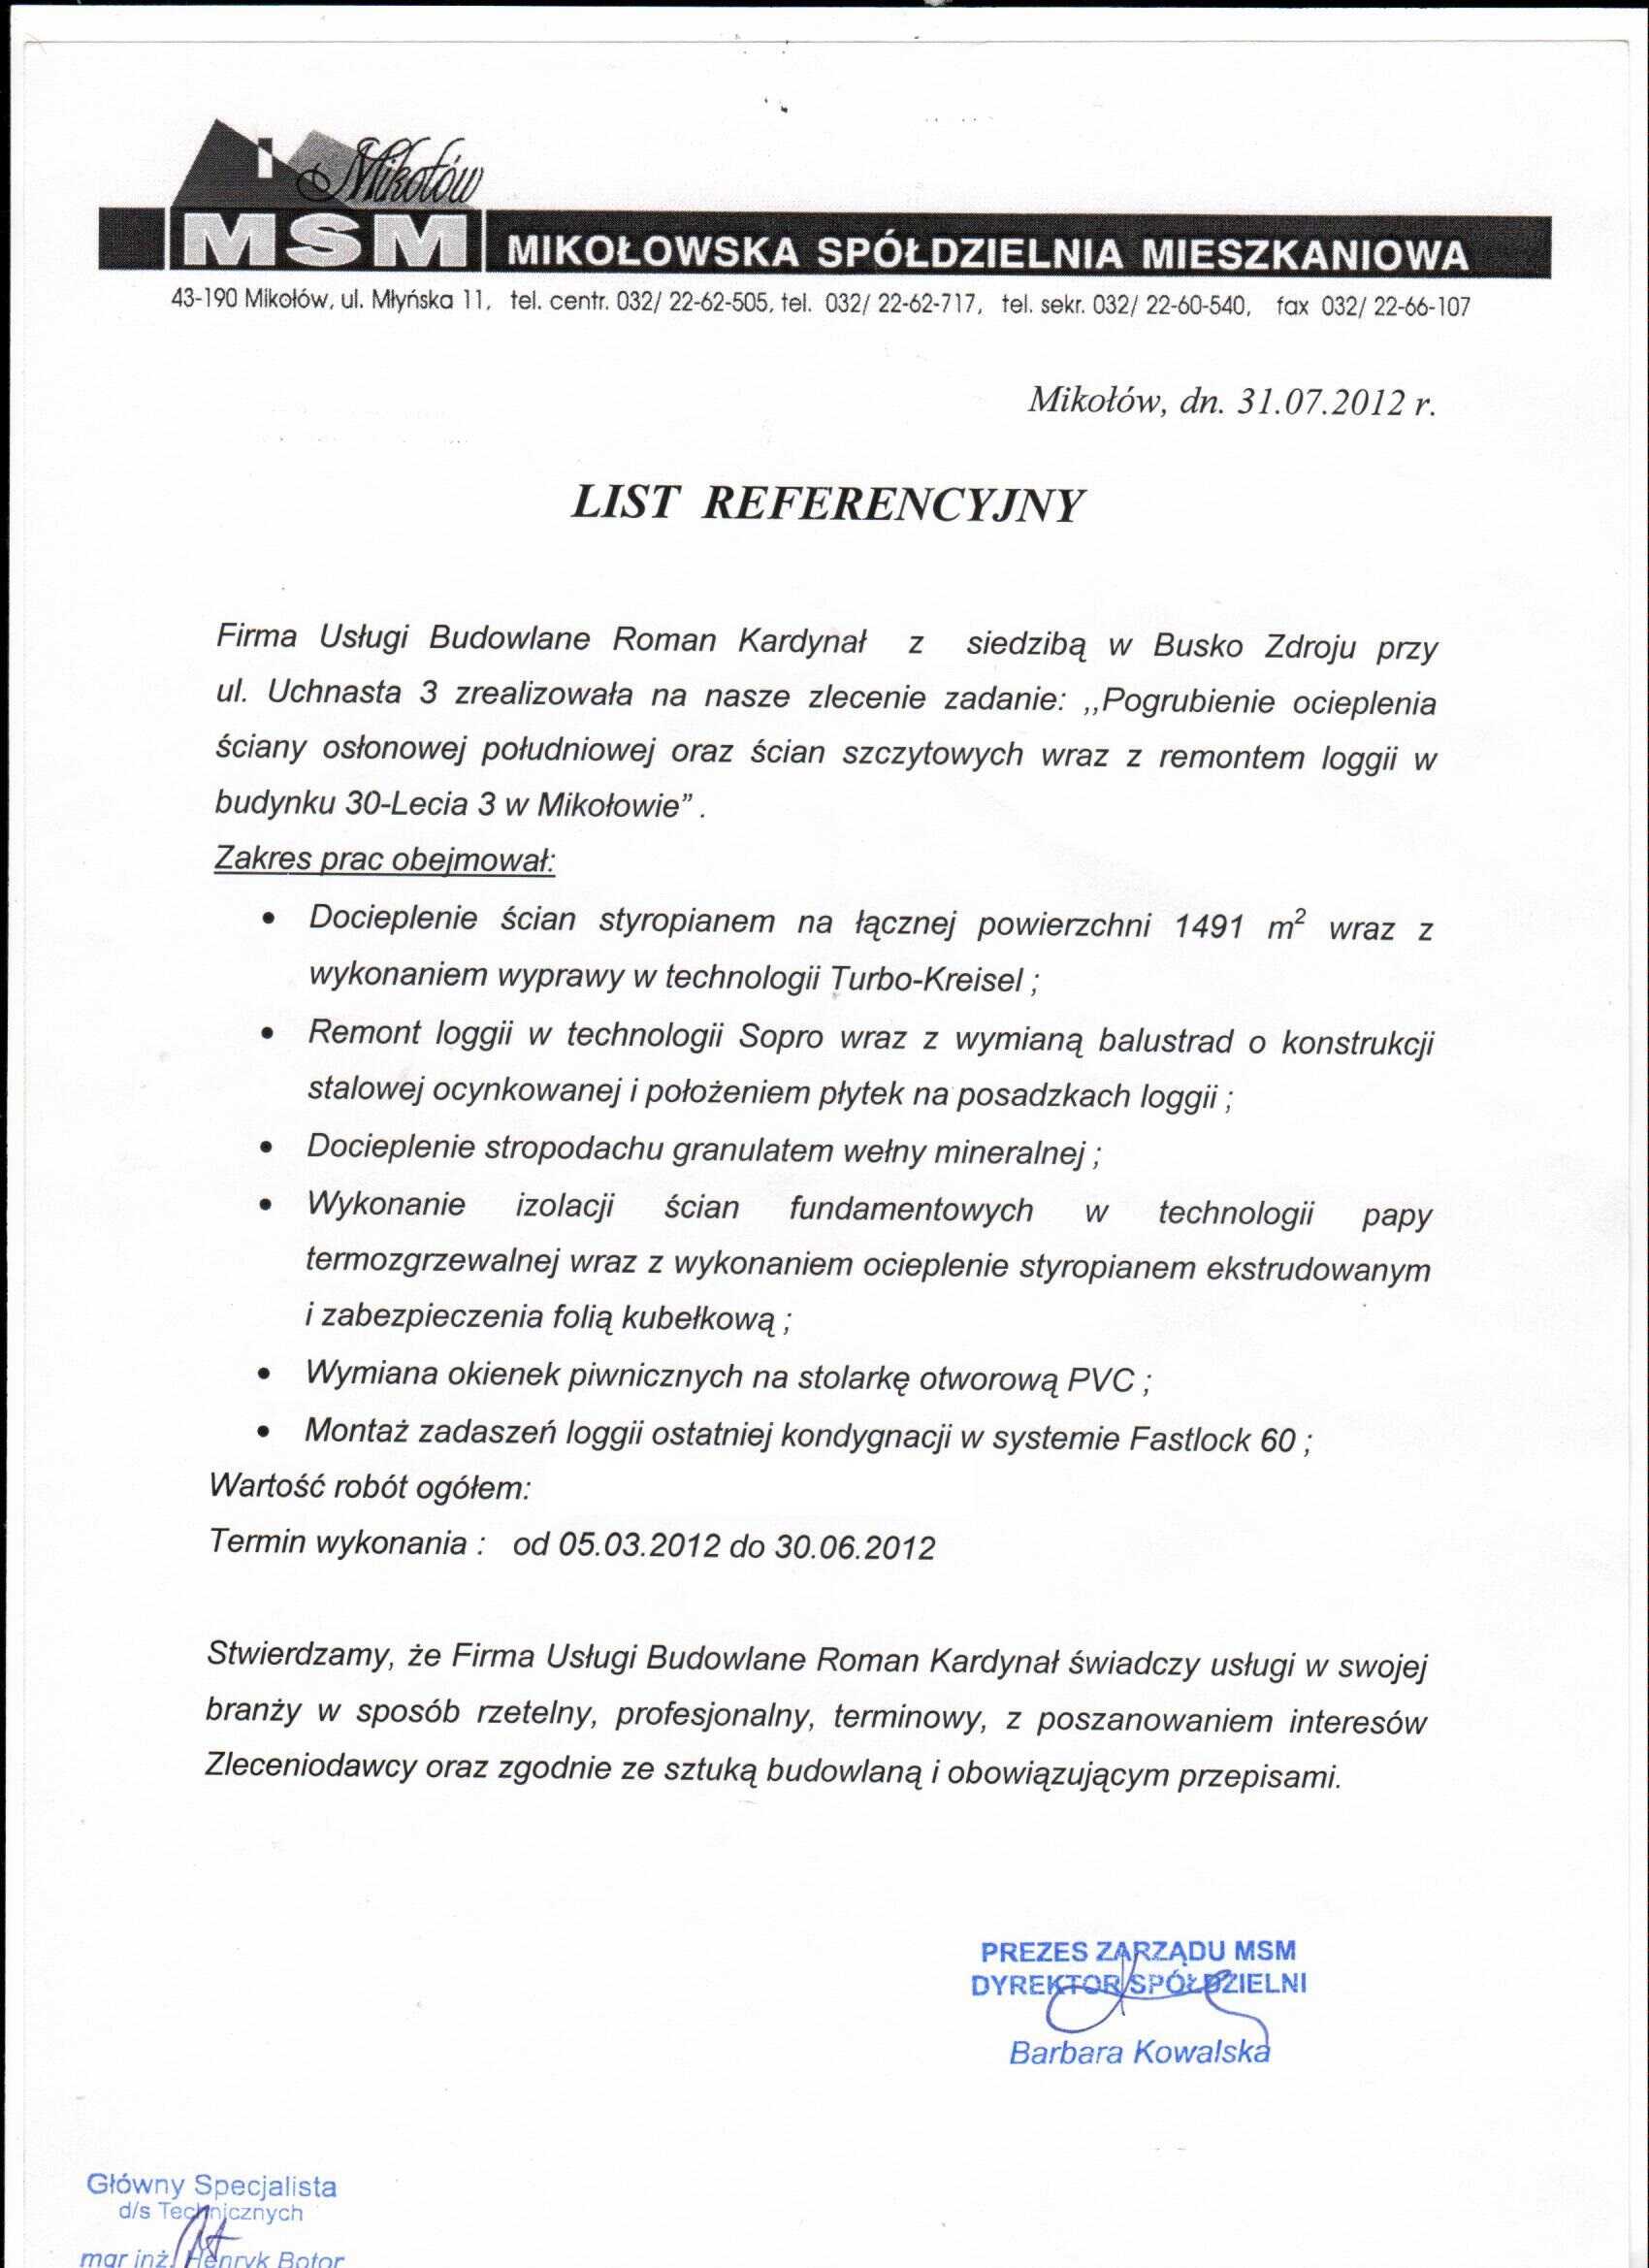 Mikołów
MSM MIKOŁOWSKA SPÓŁDZIELNIA MIESZKANIOWA
43-190 Mikołów, ul. Młyńska 11, tel. centr. 032/ 22-62-505, tel. 032/ 22-62-717, tel. sekr. 032/ 22-60-540, fax 032/ 22-66-107
Mikołów, dn. 31.07.2012 r.
LIST REFERENCYJNY
Firma Usługi Budowlane Roman Kardynał z siedzibą w Busko Zdroju przy
ul. Uchnasta 3 zrealizowała na nasze zlecenie zadanie: ,,Pogrubienie ocieplenia
ściany osłonowej południowej oraz ścian szczytowych wraz z remontem loggii w
budynku 30-Lecia 3 w Mikołowie” .
Zakres prac obejmował:
• Docieplenie ścian styropianem na łącznej powierzchni 1491 m² wraz z
wykonaniem wyprawy w technologii Turbo-Kreisel ;
• Remont loggii w technologii Sopro wraz z wymianą balustrad o konstrukcji
stalowej ocynkowanej i położeniem płytek na posadzkach loggii ;
• Docieplenie stropodachu granulatem wełny mineralnej ;
• Wykonanie izolacji ścian fundamentowych w technologii papy
termozgrzewalnej wraz z wykonaniem ocieplenie styropianem ekstrudowanym
i zabezpieczenia folią kubełkową ;
• Wymiana okienek piwnicznych na stolarkę otworową PVC ;
• Montaż zadaszeń loggii ostatniej kondygnacji w systemie Fastlock 60 ;
Wartość robót ogółem:
Termin wykonania : od 05.03.2012 do 30.06.2012
Stwierdzamy, że Firma Usługi Budowlane Roman Kardynał świadczy usługi w swojej
branży w sposób rzetelny, profesjonalny, terminowy, z poszanowaniem interesów
Zleceniodawcy oraz zgodnie ze sztuką budowlaną i obowiązującym przepisami.
PREZES ZARZĄDU MSM
DYREKTOR SPÓŁDZIELNI
Barbara Kowalska
Główny Specjalista
d/s Technicznych
mgr inż. Henryk Botor